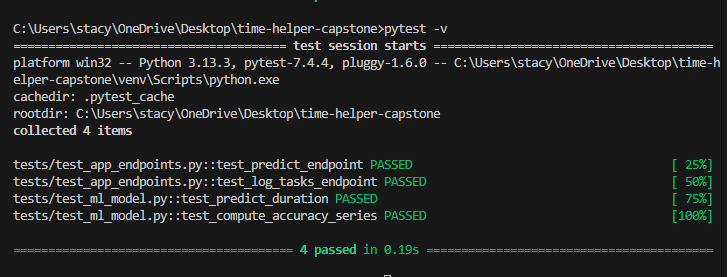 C:\Users\stacy\OneDrive\Desktop\time-helper-capstone>pytest -v
===================================== test session starts ======================================
platform win32 -- Python 3.13.3, pytest-7.4.4, pluggy-1.6.0 -- C:\Users\stacy\OneDrive\Desktop\time-h
elper-capstone\venv\Scripts\python.exe
cachedir: .pytest_cache
rootdir: C:\Users\stacy\OneDrive\Desktop\time-helper-capstone
collected 4 items
tests/test_app_endpoints.py::test_predict_endpoint PASSED [ 25%]
tests/test_app_endpoints.py::test_log_tasks_endpoint PASSED [ 50%]
tests/test_ml_model.py::test_predict_duration PASSED [ 75%]
tests/test_ml_model.py::test_compute_accuracy_series PASSED [100%]
====================================== 4 passed in 0.19s =======================================